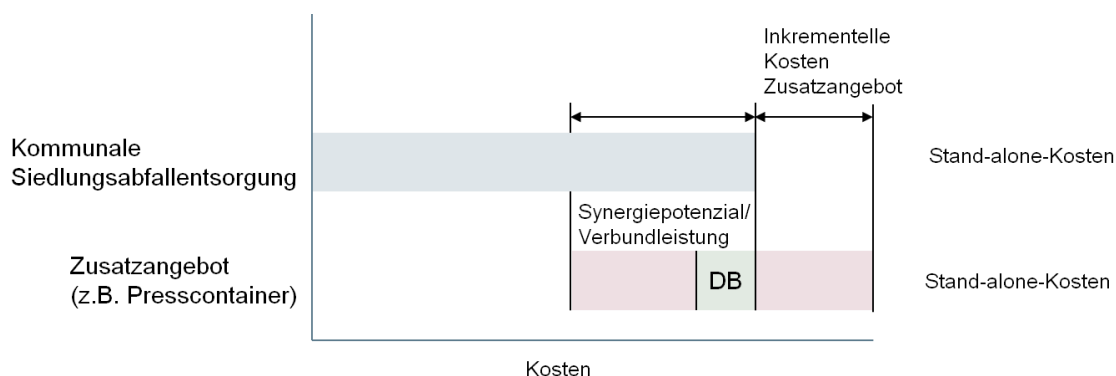 Inkrementelle
Kosten
Zusatzangebot
Kommunale
Siedlungsabfallentsorgung
Stand-alone-Kosten
Synergiepotenzial/
Verbundleistung
Zusatzangebot
(z.B. Presscontainer)
DB
Stand-alone-Kosten
Kosten